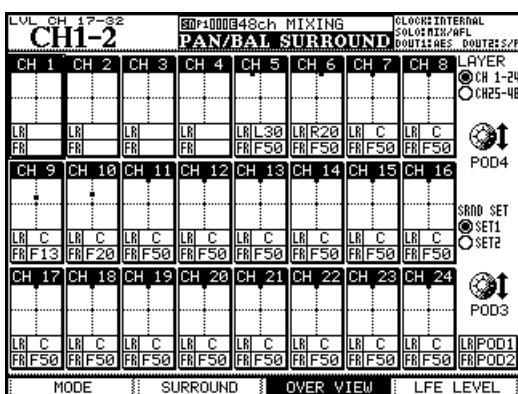 LVL CH 17-32
CH1-2
SDP1000B48ch MIXING
PAN/BAL SURROUND
CLOCK:INTERNAL
SOLO:MIX/AFL
DOUT1:AES DOUT2:S/P
CH 1 CH 2 CH 3 CH 4 CH 5 CH 6 CH 7 CH 8
LR LR LR LR LR L30 LR R20 LR C LR C
FR FR FR FR FR F50 FR F50 FR F50 FR F50
LAYER
CH 1-24
CH25-48
POD4
CH 9 CH 10 CH 11 CH 12 CH 13 CH 14 CH 15 CH 16
LR C LR C LR C LR C LR C LR C LR C LR C
FR F13 FR F20 FR F50 FR F50 FR F50 FR F50 FR F50 FR F50
SRND SET
SET1
SET2
CH 17 CH 18 CH 19 CH 20 CH 21 CH 22 CH 23 CH 24
LR C LR C LR C LR C LR C LR C LR C LR C
FR F50 FR F50 FR F50 FR F50 FR F50 FR F50 FR F50 FR F50
POD3
LR POD1
FR POD2
MODE SURROUND OVER VIEW LFE LEVEL